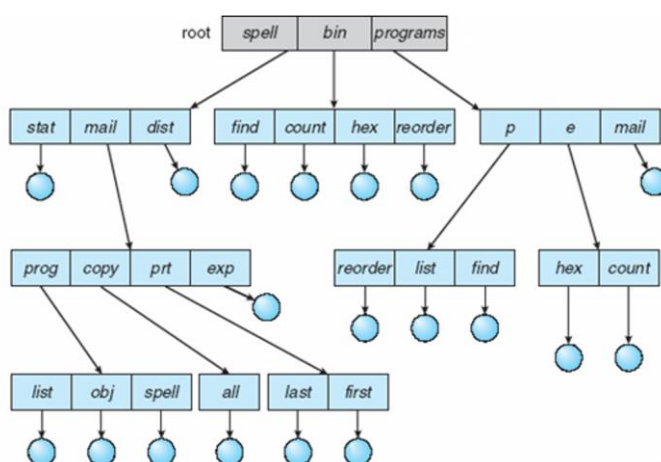 root spell bin programs
stat mail dist find count hex reorder p e mail
prog copy prt exp reorder list find hex count
list obj spell all last first